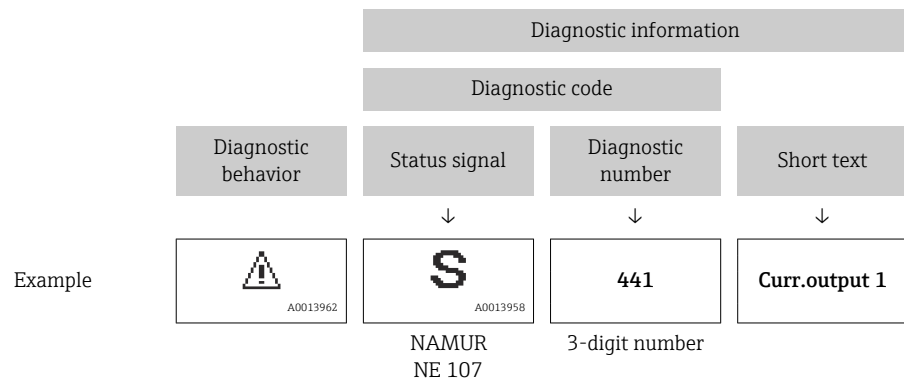 Diagnostic information
Diagnostic code
Diagnostic
behavior
Status signal
Diagnostic
number
Short text
↓ ↓ ↓
Example
⚠ S 441 Curr.output 1
A0013962 A0013958
NAMUR
NE 107
3-digit number